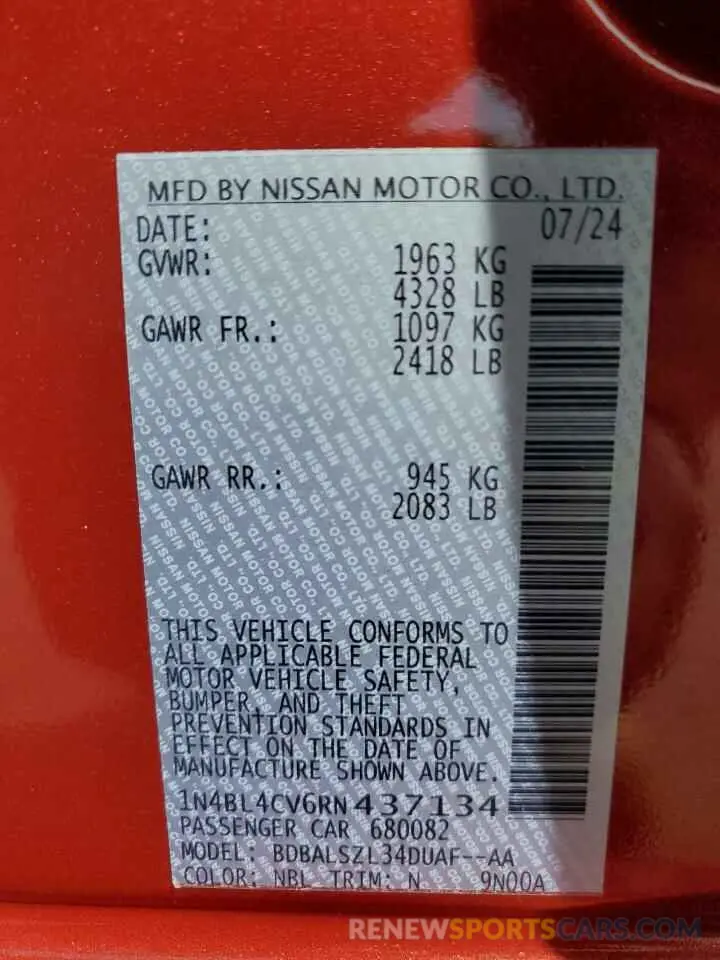 MFD BY NISSAN MOTOR CO., LTD.
DATE: 07/24
GVWR: 1963 KG
4328 LB
GAWR FR.: 1097 KG
2418 LB
GAWR RR.: 945 KG
2083 LB
THIS VEHICLE CONFORMS TO
ALL APPLICABLE FEDERAL
MOTOR VEHICLE SAFETY,
BUMPER, AND THEFT
PREVENTION STANDARDS IN
EFFECT ON THE DATE OF
MANUFACTURE SHOWN ABOVE.
1N4BL4CV6RN437134
PASSENGER CAR 680082
MODEL: BDBALSZL34DUAF--AA
COLOR: NBL TRIM: N 9N00A
RENEWSPORTSCARS.COM